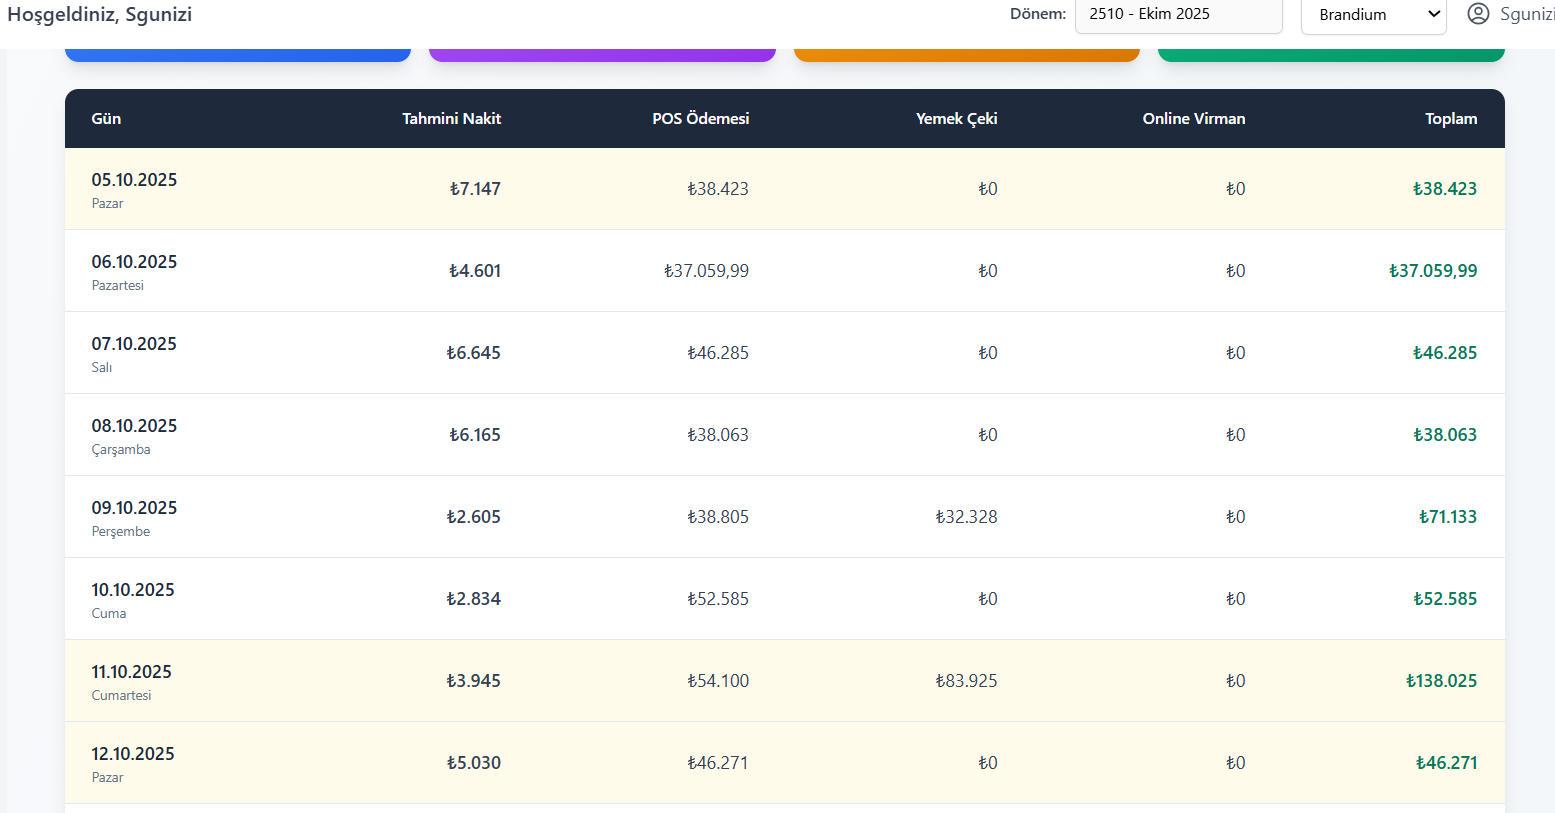 Hoşgeldiniz, Sgunizi Dönem: 2510 - Ekim 2025 Brandium Sgunizi
Gün Tahmini Nakit POS Ödemesi Yemek Çeki Online Virman Toplam
05.10.2025
Pazar
₺7.147 ₺38.423 ₺0 ₺0 ₺38.423
06.10.2025
Pazartesi
₺4.601 ₺37.059,99 ₺0 ₺0 ₺37.059,99
07.10.2025
Salı
₺6.645 ₺46.285 ₺0 ₺0 ₺46.285
08.10.2025
Çarşamba
₺6.165 ₺38.063 ₺0 ₺0 ₺38.063
09.10.2025
Perşembe
₺2.605 ₺38.805 ₺32.328 ₺0 ₺71.133
10.10.2025
Cuma
₺2.834 ₺52.585 ₺0 ₺0 ₺52.585
11.10.2025
Cumartesi
₺3.945 ₺54.100 ₺83.925 ₺0 ₺138.025
12.10.2025
Pazar
₺5.030 ₺46.271 ₺0 ₺0 ₺46.271